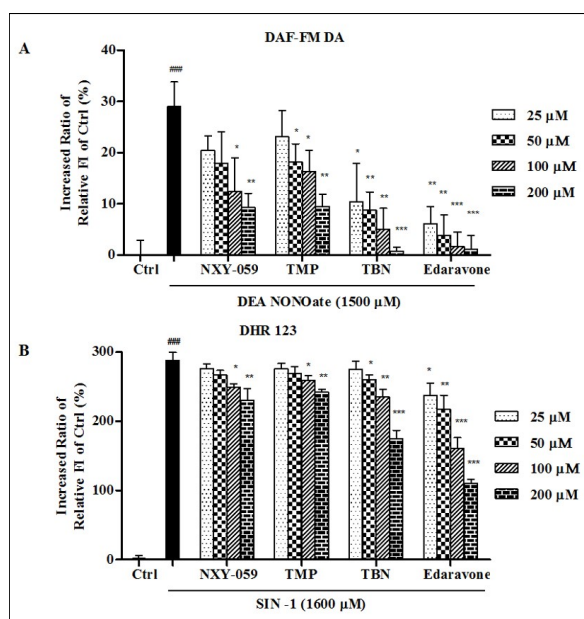 DAF-FM DA
A
Increased Ratio of
Relative FI of Ctrl (%)
40
30
20
10
0
###
* **
* * **
* ** ** ***
** ** *** ***
25 µM
50 µM
100 µM
200 µM
Ctrl NXY-059 TMP TBN Edaravone
DEA NONOate (1500 µM)
DHR 123
B
Increased Ratio of
Relative FI of Ctrl (%)
300
200
100
0
###
* **
* **
* ** ***
* ** *** ***
25 µM
50 µM
100 µM
200 µM
Ctrl NXY-059 TMP TBN Edaravone
SIN -1 (1600 µM)